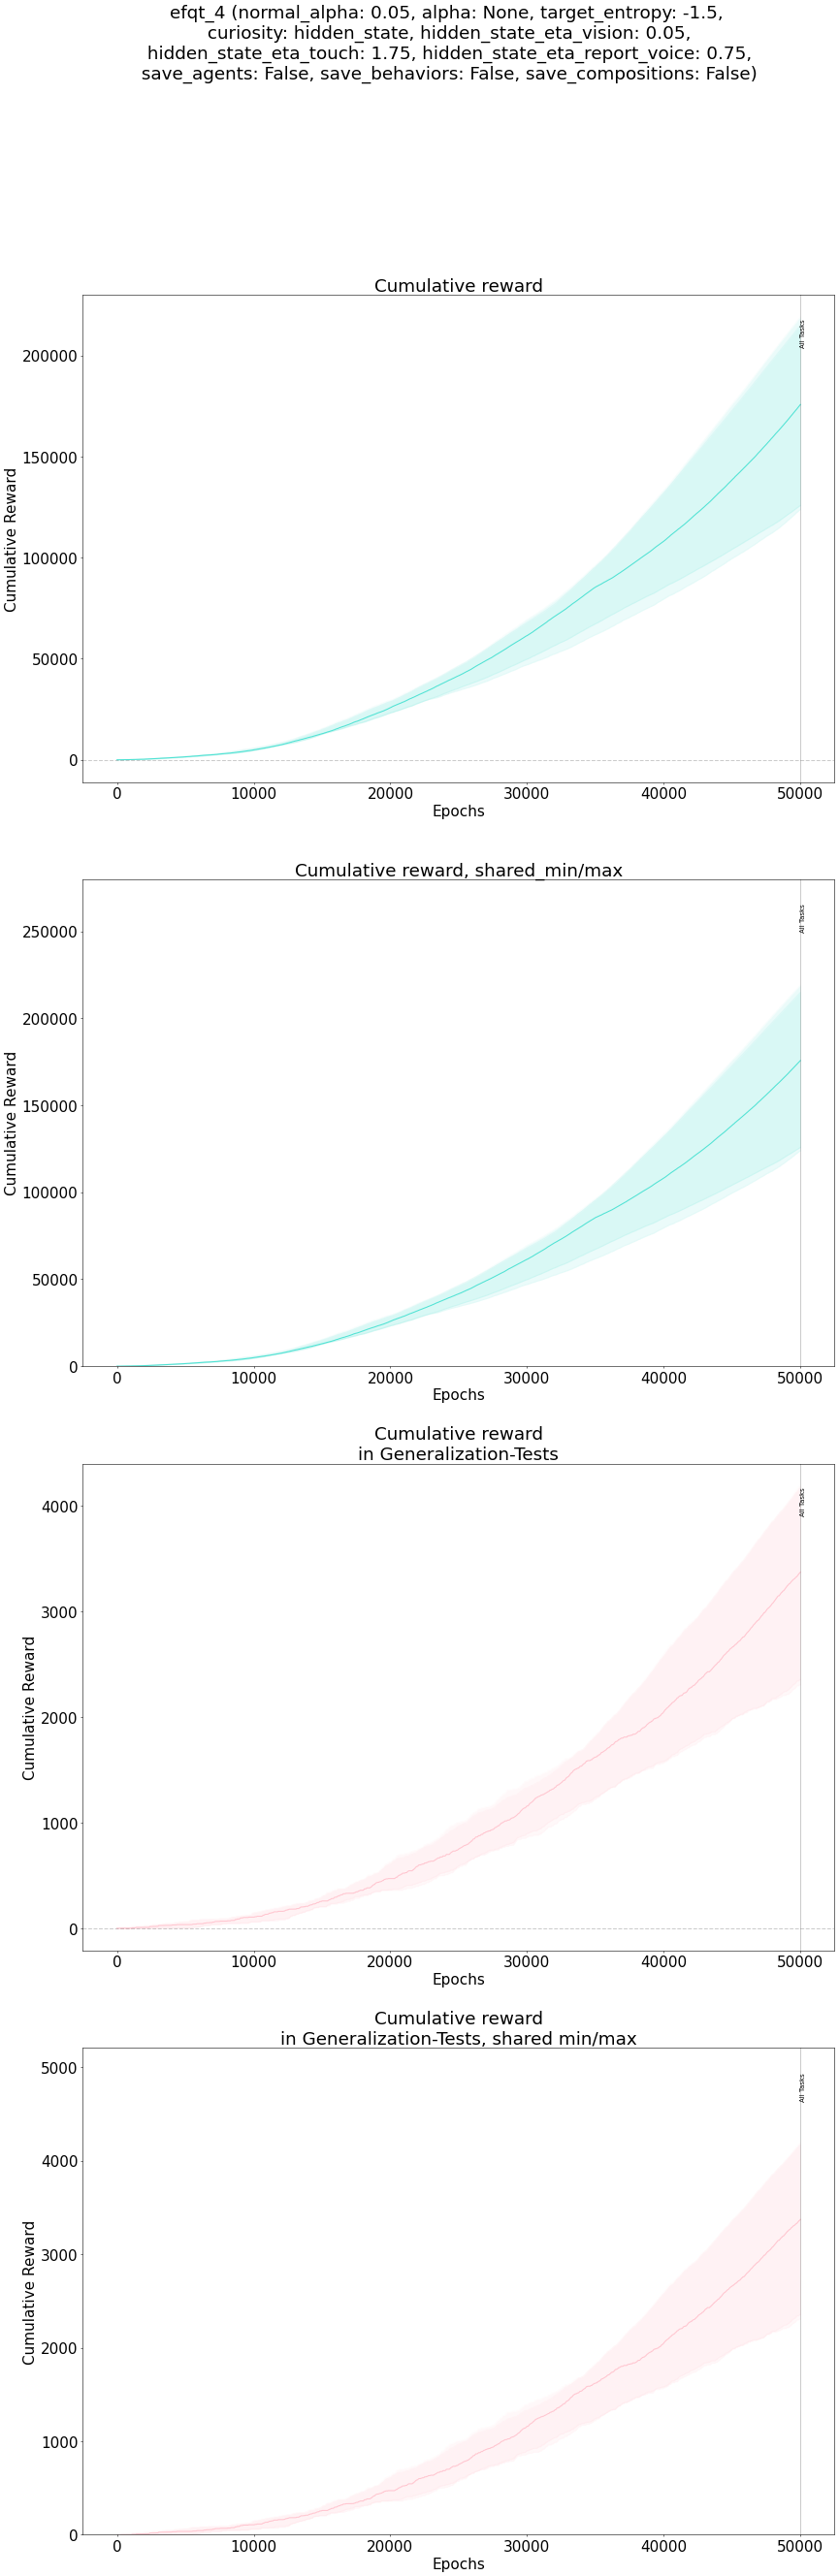 efqt_4 (normal_alpha: 0.05, alpha: None, target_entropy: -1.5,
curiosity: hidden_state, hidden_state_eta_vision: 0.05,
hidden_state_eta_touch: 1.75, hidden_state_eta_report_voice: 0.75,
save_agents: False, save_behaviors: False, save_compositions: False)
Cumulative reward
All Tasks
200000
150000
100000
50000
0
Cumulative Reward
0 10000 20000 30000 40000 50000
Epochs
Cumulative reward, shared_min/max
All Tasks
250000
200000
150000
100000
50000
0
Cumulative Reward
0 10000 20000 30000 40000 50000
Epochs
Cumulative reward
in Generalization-Tests
All Tasks
4000
3000
2000
1000
0
Cumulative Reward
0 10000 20000 30000 40000 50000
Epochs
Cumulative reward
in Generalization-Tests, shared min/max
All Tasks
5000
4000
3000
2000
1000
0
Cumulative Reward
0 10000 20000 30000 40000 50000
Epochs